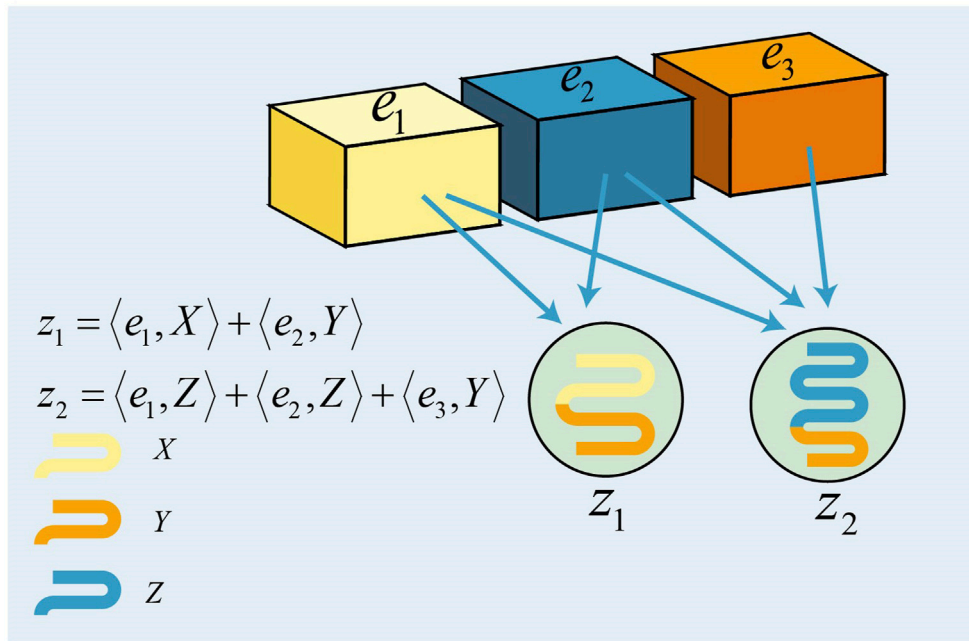 e₁
e₂
e₃
z₁ = ⟨e₁, X⟩ + ⟨e₂, Y⟩
z₂ = ⟨e₁, Z⟩ + ⟨e₂, Z⟩ + ⟨e₃, Y⟩
X
Y
Z
z₁
z₂